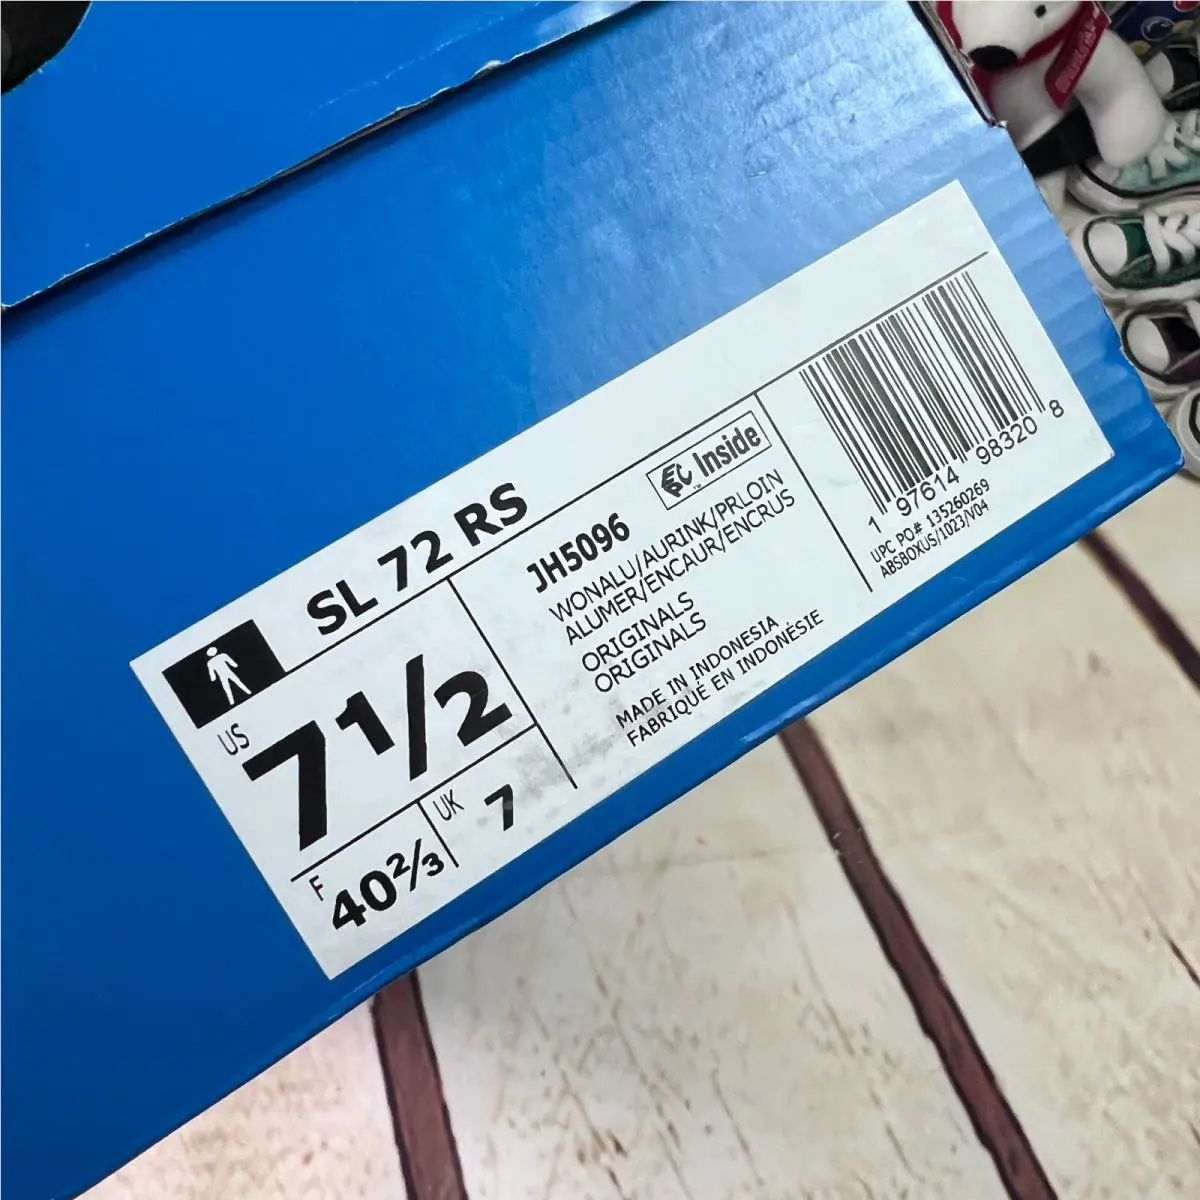 SL 72 RS
US
7 1/2
F
40 2/3
UK
7
JH5096
EPC Inside
™
WONALU/AURINK/PRLOIN
ALUMER/ENCAUR/ENCRUS
ORIGINALS
ORIGINALS
MADE IN INDONESIA
FABRIQUÉ EN INDONÉSIE
1 97614 98320 8
UPC PO# 135260269
ABSBOXUS/1023/V04